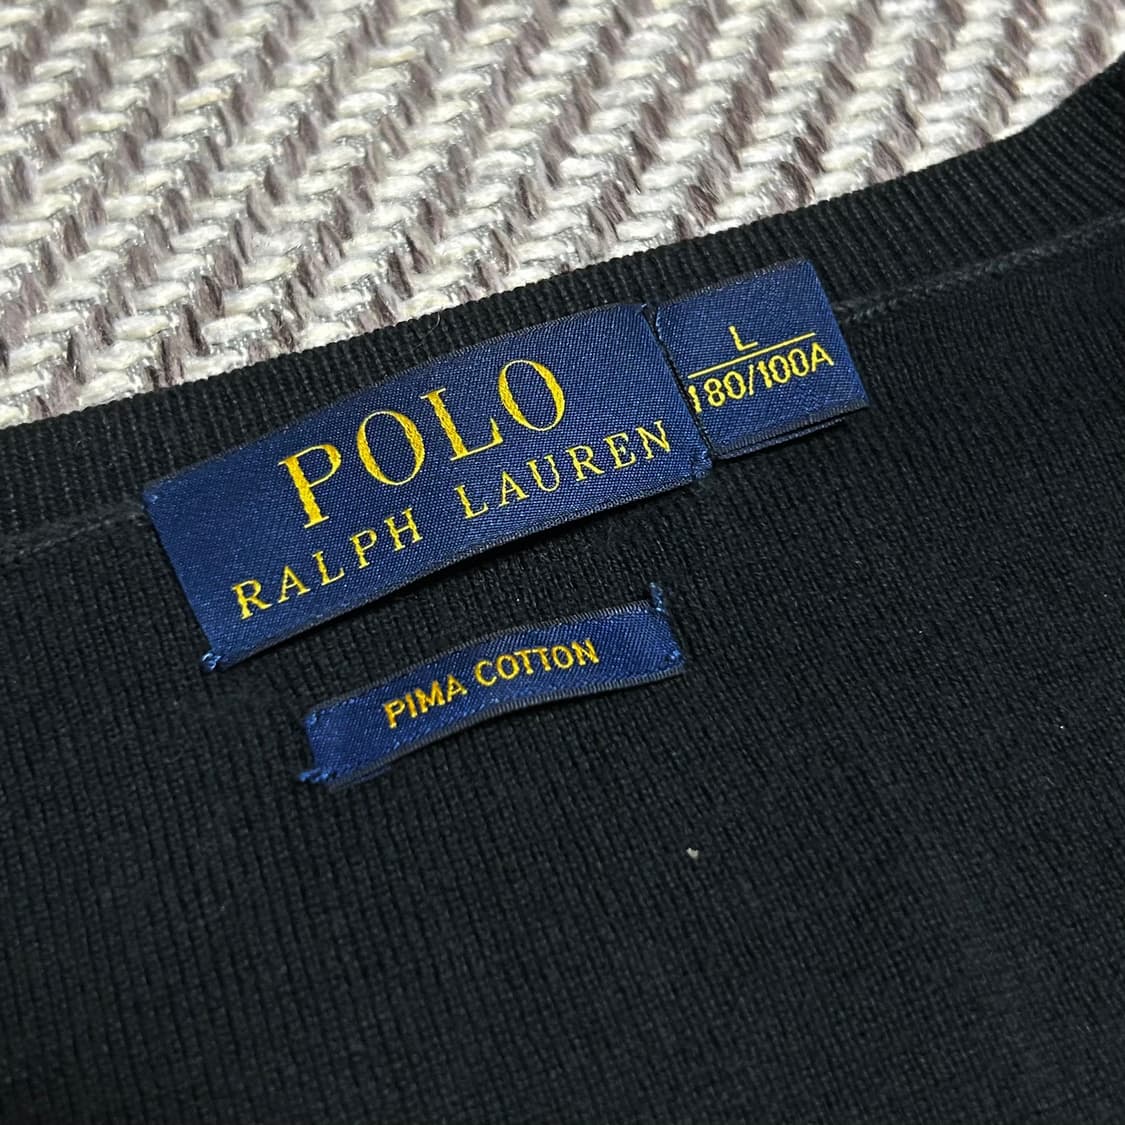 POLO
RALPH LAUREN
L
180/100A
PIMA COTTON